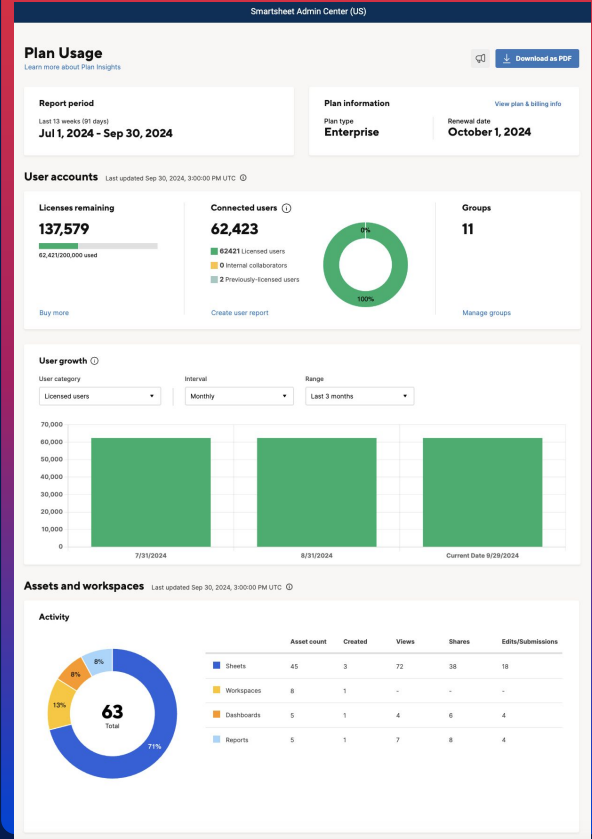 Smartsheet Admin Center (US)
Plan Usage
Learn more about Plan Insights
Download as PDF
Report period
Last 13 weeks (91 days)
Jul 1, 2024 - Sep 30, 2024
Plan information
View plan & billing info
Plan type
Enterprise
Renewal date
October 1, 2024
User accounts Last updated Sep 30, 2024, 3:00:00 PM UTC
Licenses remaining
137,579
62,421/200,000 used
Buy more
Connected users
62,423
62421 Licensed users
0 Internal collaborators
2 Previously-licensed users
0%
100%
Create user report
Groups
11
Manage groups
User growth
User category Interval Range
Licensed users Monthly Last 3 months
70,000
60,000
50,000
40,000
30,000
20,000
10,000
0
7/31/2024 8/31/2024 Current Date 9/29/2024
Assets and workspaces Last updated Sep 30, 2024, 3:00:00 PM UTC
Activity
8%
8%
13%
63
Total
71%
Asset count Created Views Shares Edits/Submissions
Sheets 45 3 72 38 18
Workspaces 8 1 - - -
Dashboards 5 1 4 6 4
Reports 5 1 7 8 4